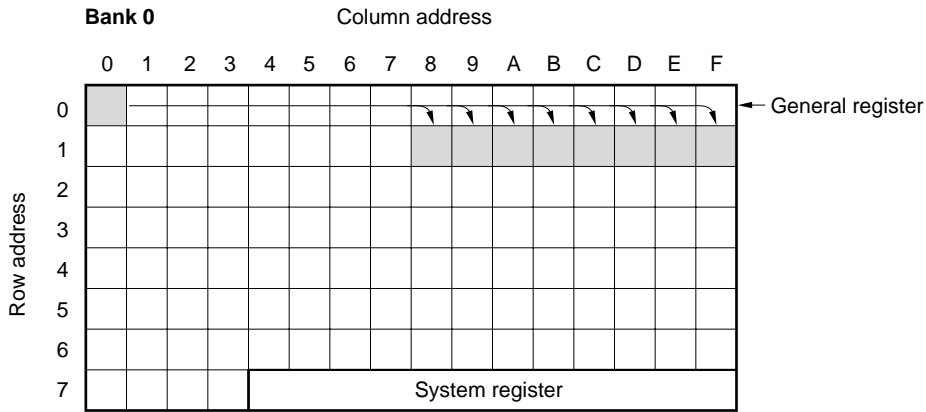 Bank 0 Column address
0 1 2 3 4 5 6 7 8 9 A B C D E F
0 General register
1
2
3
4
5
6
7 System register
Row address